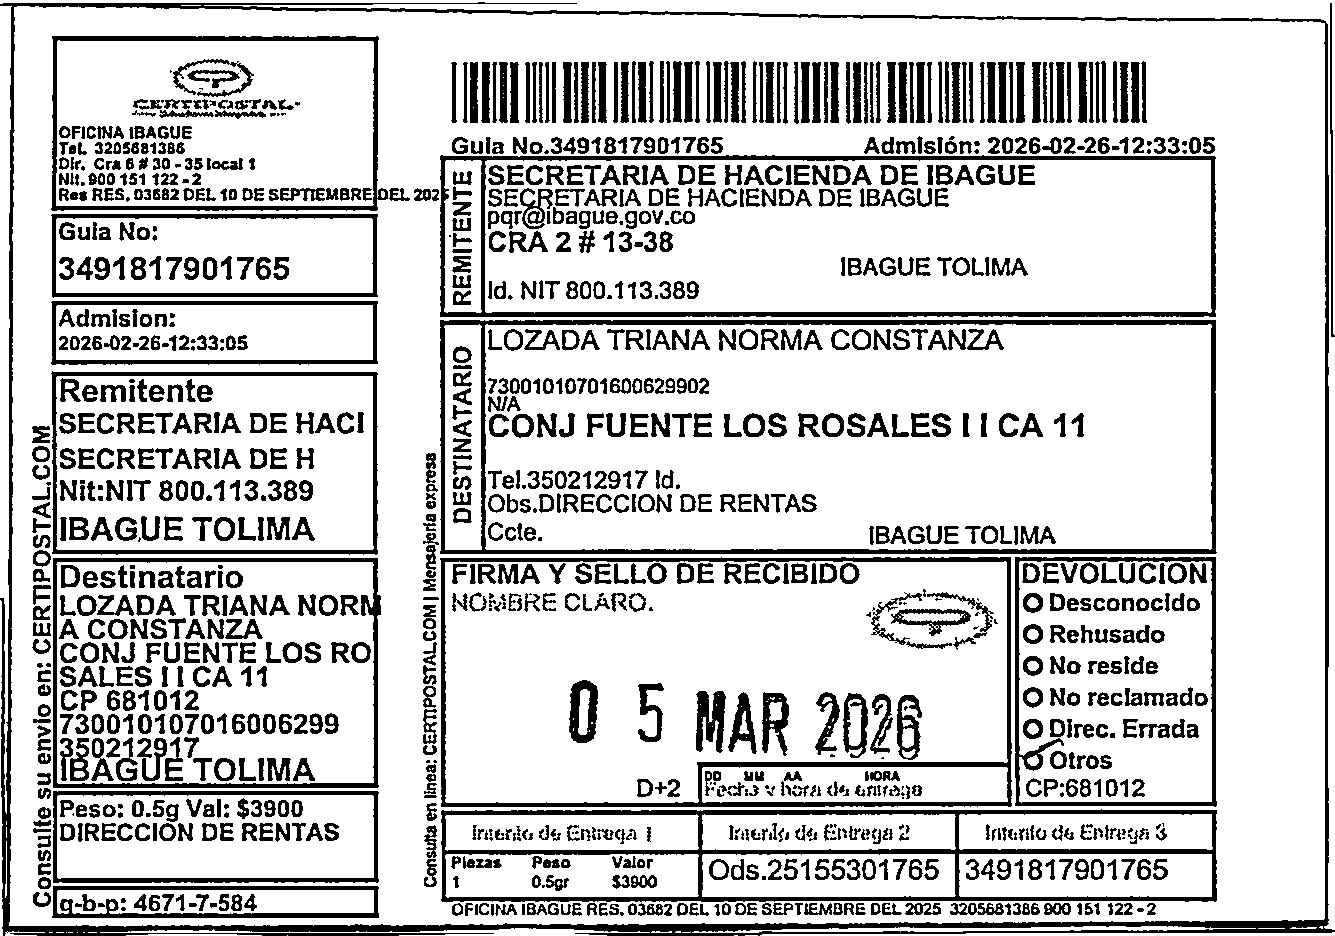 CERTIPOSTAL
OFICINA IBAGUE
Tel. 3205681386
Dir. Cra 6 # 30 - 35 local 1
Nit. 900 151 122 - 2
Res RES. 03682 DEL 10 DE SEPTIEMBRE DEL 2025
Guia No:
3491817901765
Admision:
2026-02-26-12:33:05
Remitente
SECRETARIA DE HACI
SECRETARIA DE H
Nit:NIT 800.113.389
IBAGUE TOLIMA
Destinatario
LOZADA TRIANA NORM
A CONSTANZA
CONJ FUENTE LOS RO
SALES I I CA 11
CP 681012
730010107016006299
350212917
IBAGUE TOLIMA
Peso: 0.5g Val: $3900
DIRECCION DE RENTAS
q-b-p: 4671-7-584
Consulte su envio en: CERTIPOSTAL.COM
Guia No.3491817901765
Admisión: 2026-02-26-12:33:05
REMITENTE
SECRETARIA DE HACIENDA DE IBAGUE
SECRETARIA DE HACIENDA DE IBAGUE
pqr@ibague.gov.co
CRA 2 # 13-38
IBAGUE TOLIMA
Id. NIT 800.113.389
DESTINATARIO
LOZADA TRIANA NORMA CONSTANZA
73001010701600629902
N/A
CONJ FUENTE LOS ROSALES I I CA 11
Tel.350212917 Id.
Obs.DIRECCION DE RENTAS
Ccte.
IBAGUE TOLIMA
Consulta en linea: CERTIPOSTAL.COM | Mensajería expresa
FIRMA Y SELLO DE RECIBIDO
NOMBRE CLARO.
05 MAR 2026
D+2
DD MM AA HORA
Fecha y hora de entrega
DEVOLUCION
Desconocido
Rehusado
No reside
No reclamado
Direc. Errada
Otros
CP:681012
Intento de Entrega 1
Intento de Entrega 2
Intento de Entrega 3
Piezas Peso Valor
1 0.5gr $3900
Ods.25155301765
3491817901765
OFICINA IBAGUE RES. 03682 DEL 10 DE SEPTIEMBRE DEL 2025 3205681386 900 151 122 - 2